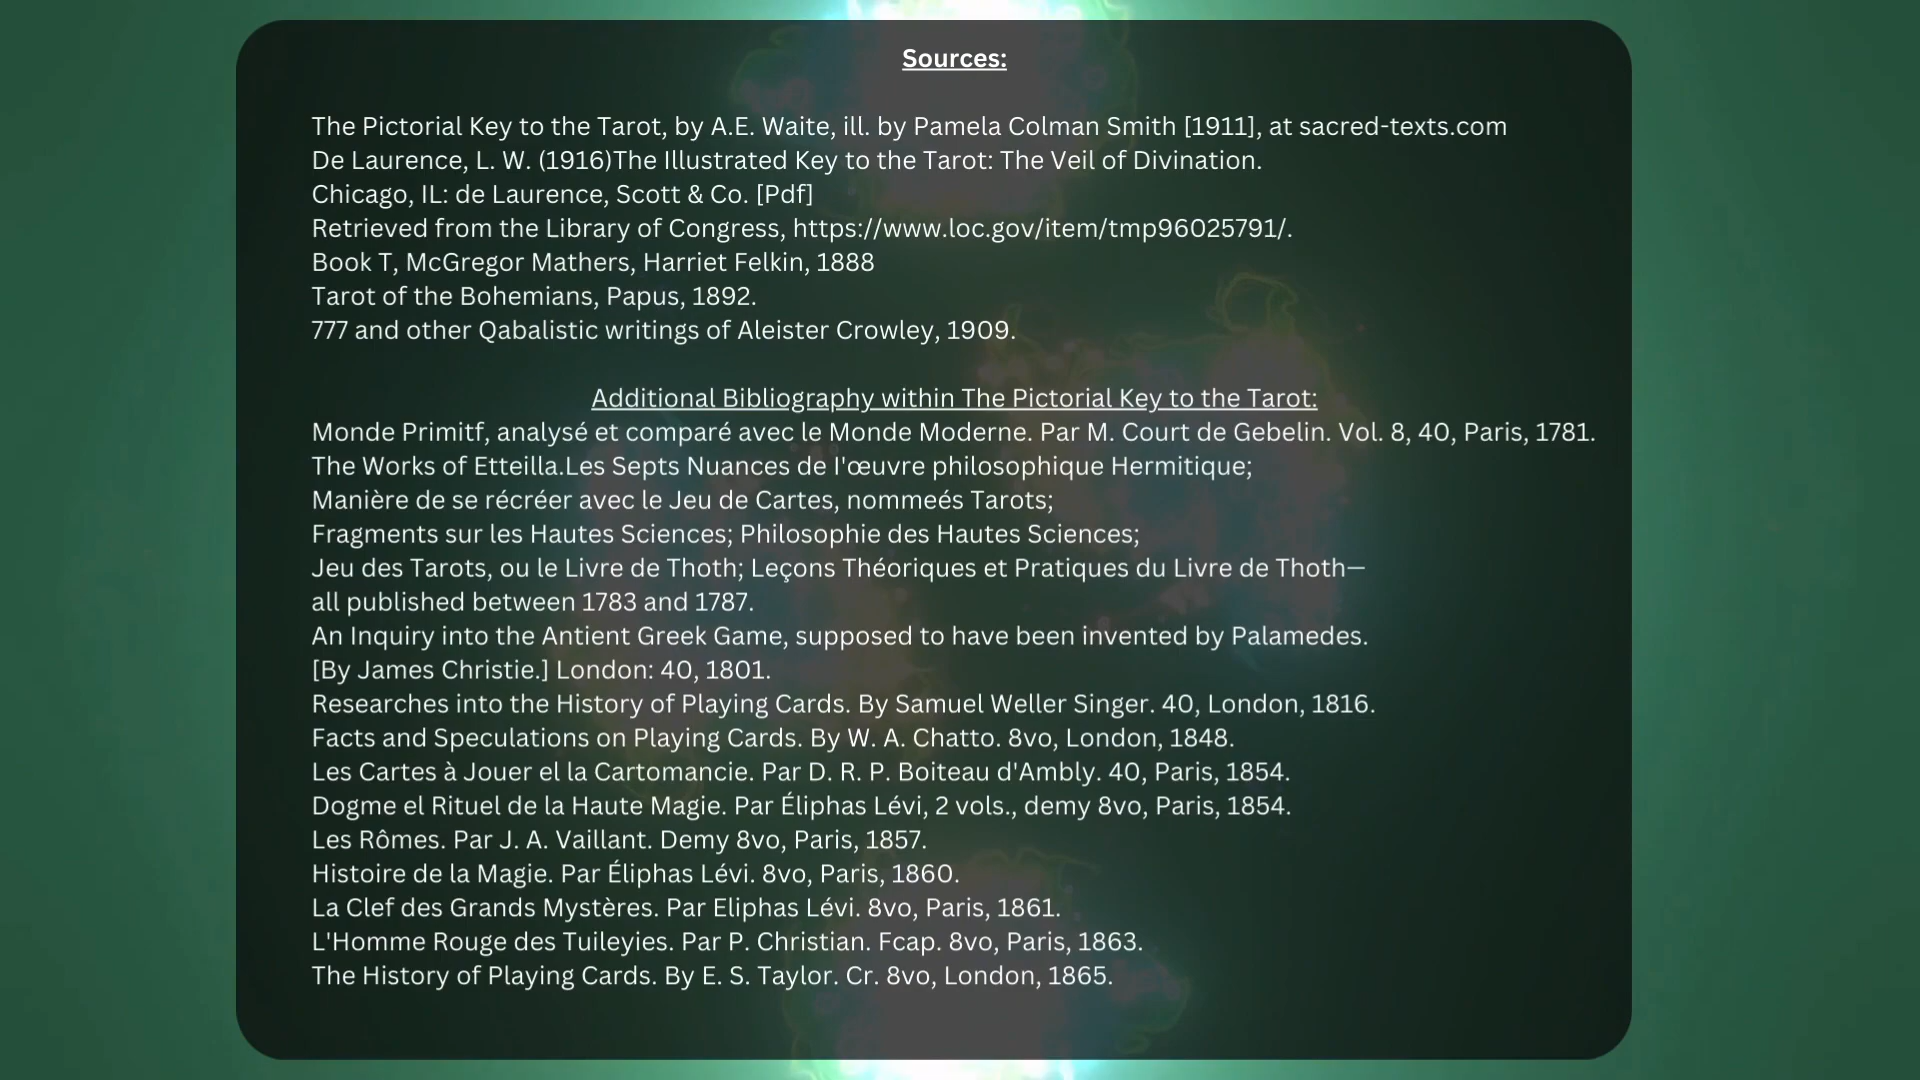 Sources:
The Pictorial Key to the Tarot, by A.E. Waite, ill. by Pamela Colman Smith [1911], at sacred-texts.com
De Laurence, L. W. (1916)The Illustrated Key to the Tarot: The Veil of Divination.
Chicago, IL: de Laurence, Scott & Co. [Pdf]
Retrieved from the Library of Congress, https://www.loc.gov/item/tmp96025791/.
Book T, McGregor Mathers, Harriet Felkin, 1888
Tarot of the Bohemians, Papus, 1892.
777 and other Qabalistic writings of Aleister Crowley, 1909.
Additional Bibliography within The Pictorial Key to the Tarot:
Monde Primitf, analysé et comparé avec le Monde Moderne. Par M. Court de Gebelin. Vol. 8, 40, Paris, 1781.
The Works of Etteilla.Les Septs Nuances de I'œuvre philosophique Hermitique;
Manière de se récréer avec le Jeu de Cartes, nommeés Tarots;
Fragments sur les Hautes Sciences; Philosophie des Hautes Sciences;
Jeu des Tarots, ou le Livre de Thoth; Leçons Théoriques et Pratiques du Livre de Thoth—
all published between 1783 and 1787.
An Inquiry into the Antient Greek Game, supposed to have been invented by Palamedes.
[By James Christie.] London: 40, 1801.
Researches into the History of Playing Cards. By Samuel Weller Singer. 40, London, 1816.
Facts and Speculations on Playing Cards. By W. A. Chatto. 8vo, London, 1848.
Les Cartes à Jouer el la Cartomancie. Par D. R. P. Boiteau d'Ambly. 40, Paris, 1854.
Dogme el Rituel de la Haute Magie. Par Éliphas Lévi, 2 vols., demy 8vo, Paris, 1854.
Les Rômes. Par J. A. Vaillant. Demy 8vo, Paris, 1857.
Histoire de la Magie. Par Éliphas Lévi. 8vo, Paris, 1860.
La Clef des Grands Mystères. Par Eliphas Lévi. 8vo, Paris, 1861.
L'Homme Rouge des Tuileyies. Par P. Christian. Fcap. 8vo, Paris, 1863.
The History of Playing Cards. By E. S. Taylor. Cr. 8vo, London, 1865.